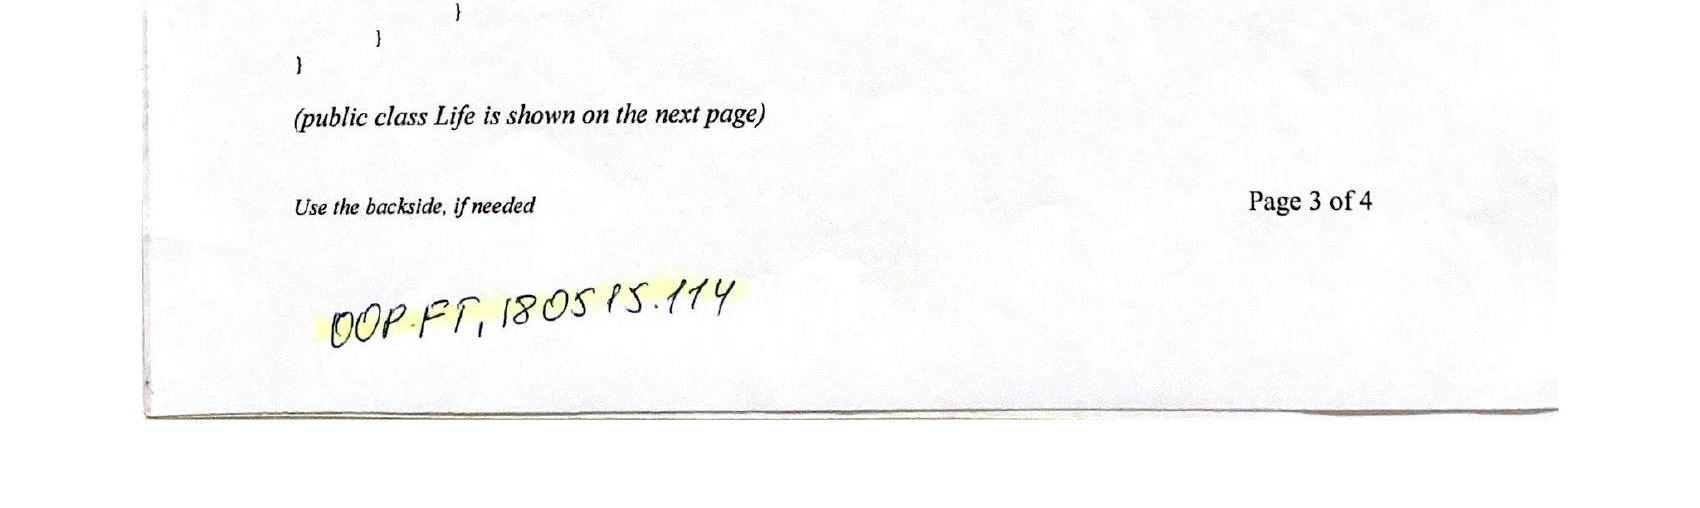 }
}
}
(public class Life is shown on the next page)
Use the backside, if needed
Page 3 of 4
OOP.FT, 180515.114